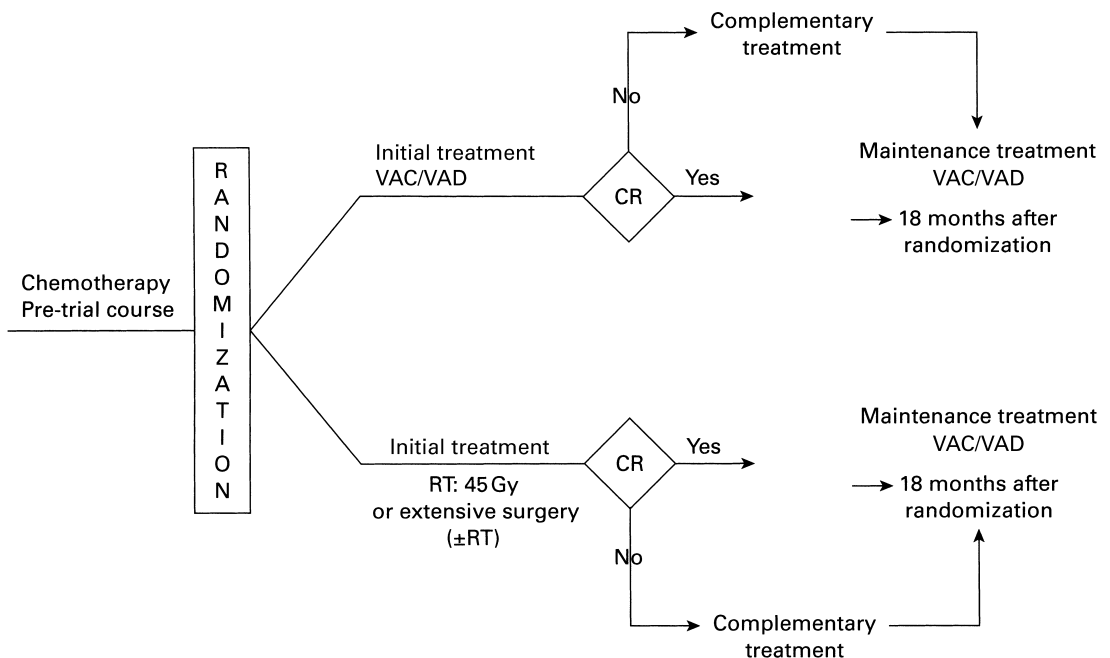 Chemotherapy
Pre-trial course
RANDOMIZATION
Initial treatment
VAC/VAD
CR
No
Complementary
treatment
Yes
Maintenance treatment
VAC/VAD
18 months after
randomization
Initial treatment
RT: 45 Gy
or extensive surgery
(±RT)
CR
Yes
Maintenance treatment
VAC/VAD
18 months after
randomization
No
Complementary
treatment